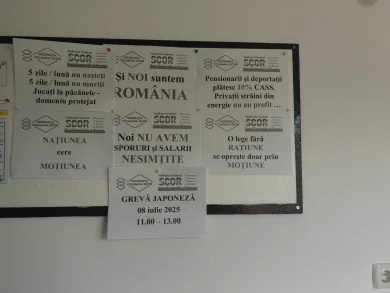 SCOR
5 zile / lună nu naști
5 zile / lună nu muriți
Jucați la păcănele -
domeniu protejat
SCOR
Și NOI suntem
ROMÂNIA
SCOR
Pensionarii și deportații
plătesc 10% CASS.
Privații străini din
energie nu au profit ...
SCOR
NAȚIUNEA
cere
MOȚIUNEA
SCOR
Noi NU AVEM
SPORURI și SALARII
NESIMȚITE
SCOR
O lege fără
RAȚIUNE
se oprește doar prin
MOȚIUNE
SCOR
GREVĂ JAPONEZĂ
08 iulie 2025
11.00 – 13.00